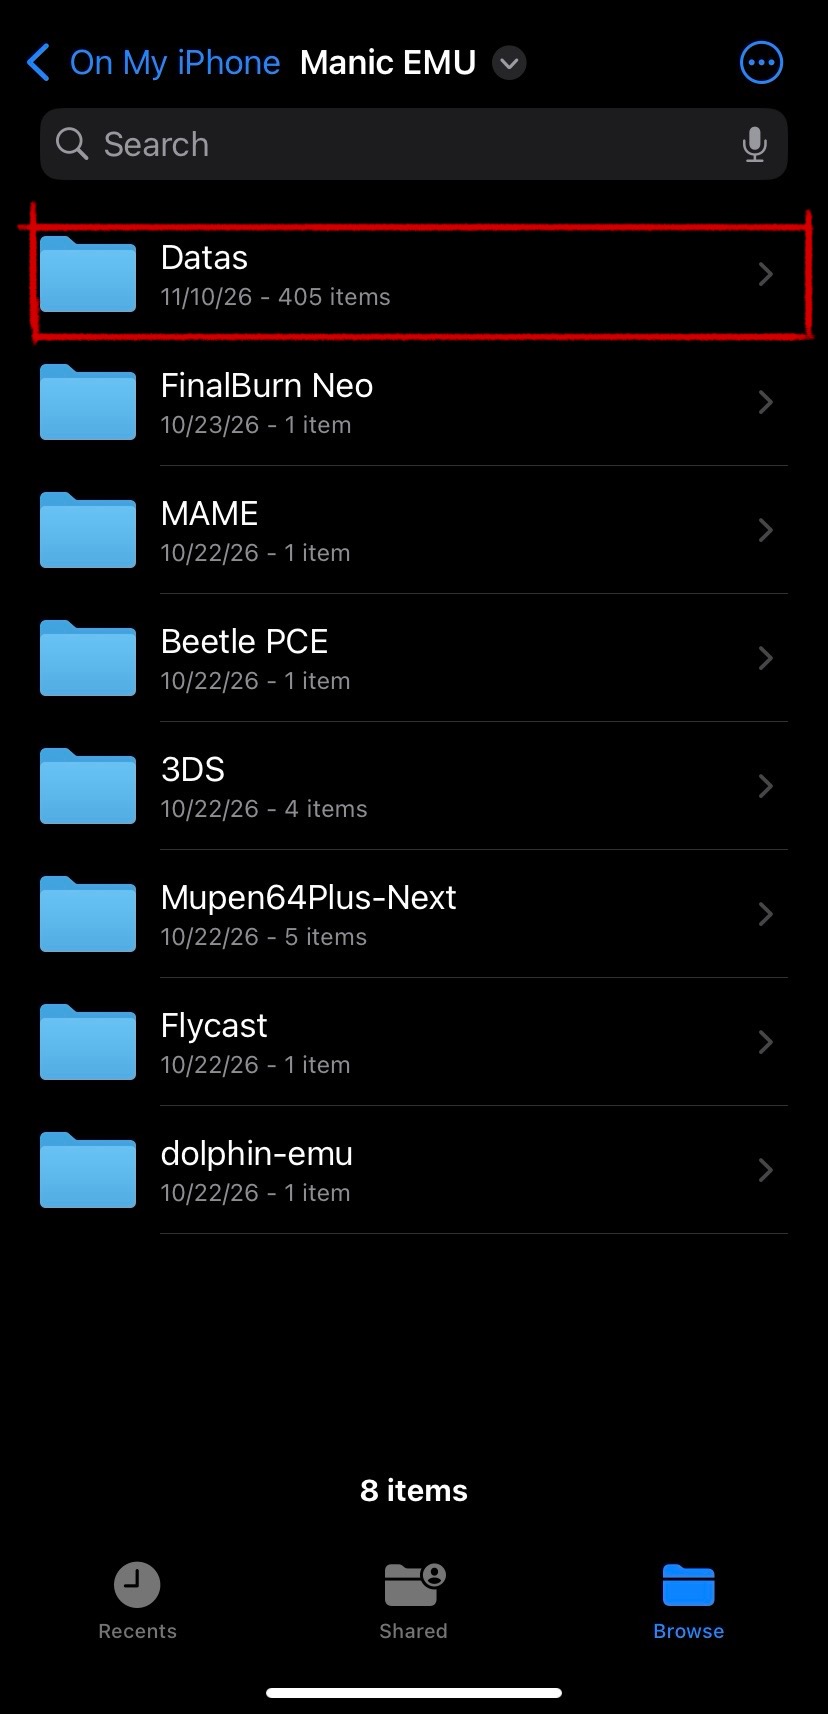 On My iPhone Manic EMU
Search
Datas
11/10/26 - 405 items
FinalBurn Neo
10/23/26 - 1 item
MAME
10/22/26 - 1 item
Beetle PCE
10/22/26 - 1 item
3DS
10/22/26 - 4 items
Mupen64Plus-Next
10/22/26 - 5 items
Flycast
10/22/26 - 1 item
dolphin-emu
10/22/26 - 1 item
8 items
Recents Shared Browse